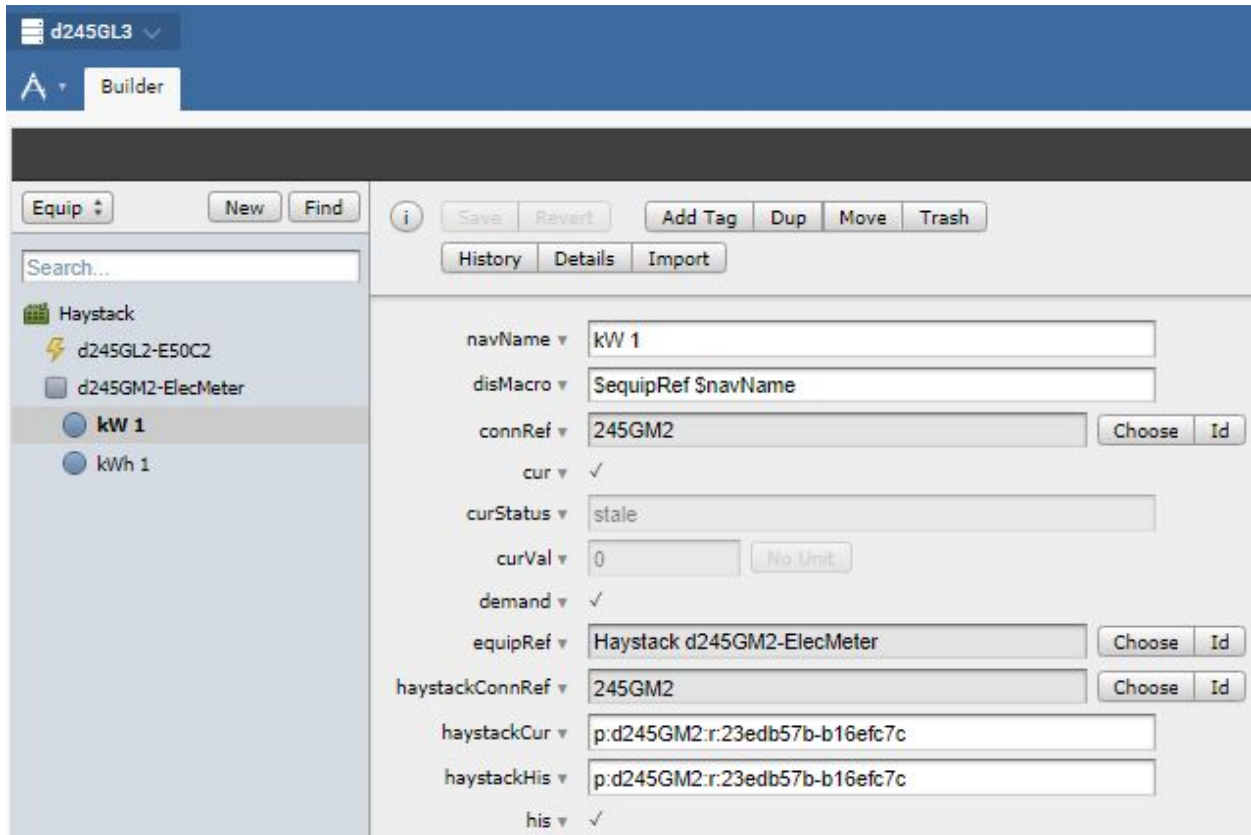 d245GL3
Builder
Equip New Find
Search...
Haystack
d245GL2-E50C2
d245GM2-ElecMeter
kW 1
kWh 1
i Save Revert Add Tag Dup Move Trash
History Details Import
navName kW 1
disMacro $equipRef $navName
connRef 245GM2 Choose Id
cur ✓
curStatus stale
curVal 0 No Unit
demand ✓
equipRef Haystack d245GM2-ElecMeter Choose Id
haystackConnRef 245GM2 Choose Id
haystackCur p:d245GM2:r:23edb57b-b16efc7c
haystackHis p:d245GM2:r:23edb57b-b16efc7c
his ✓